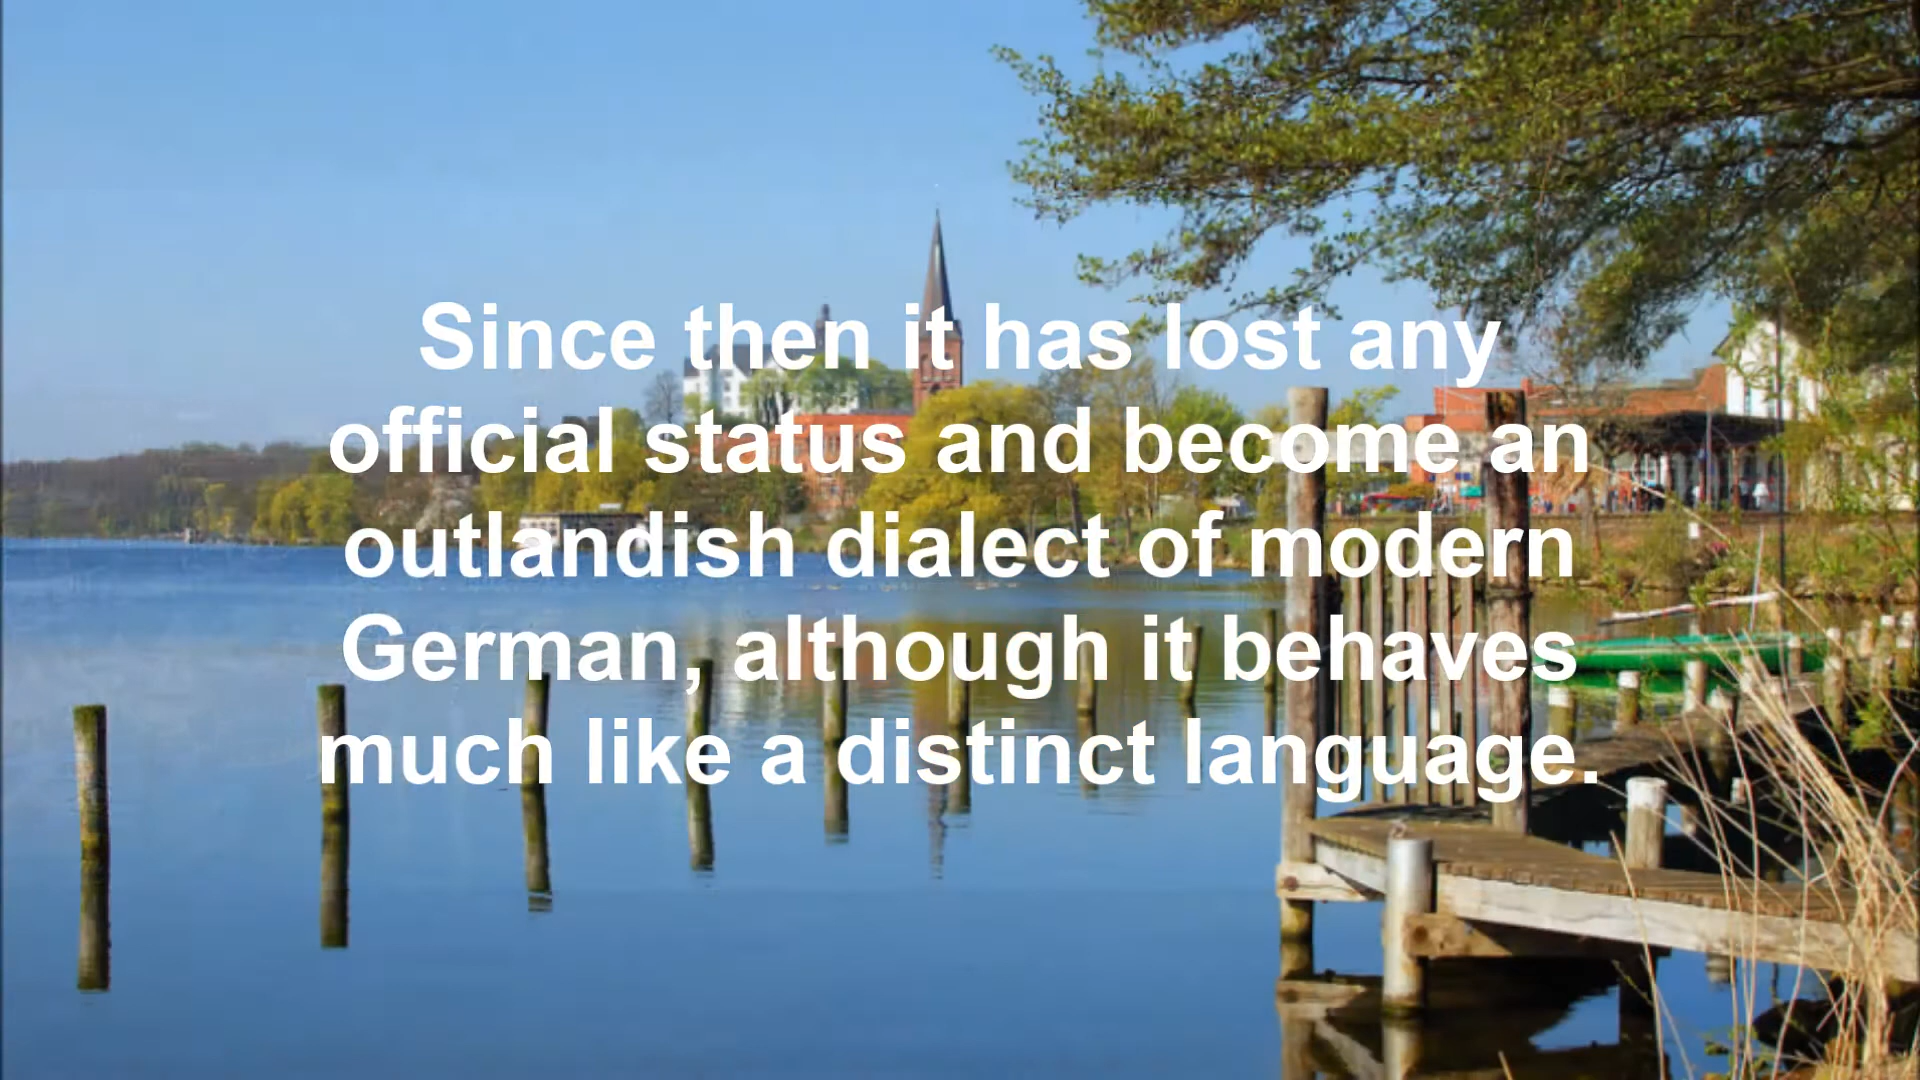 Since then it has lost any
official status and become an
outlandish dialect of modern
German, although it behaves
much like a distinct language.